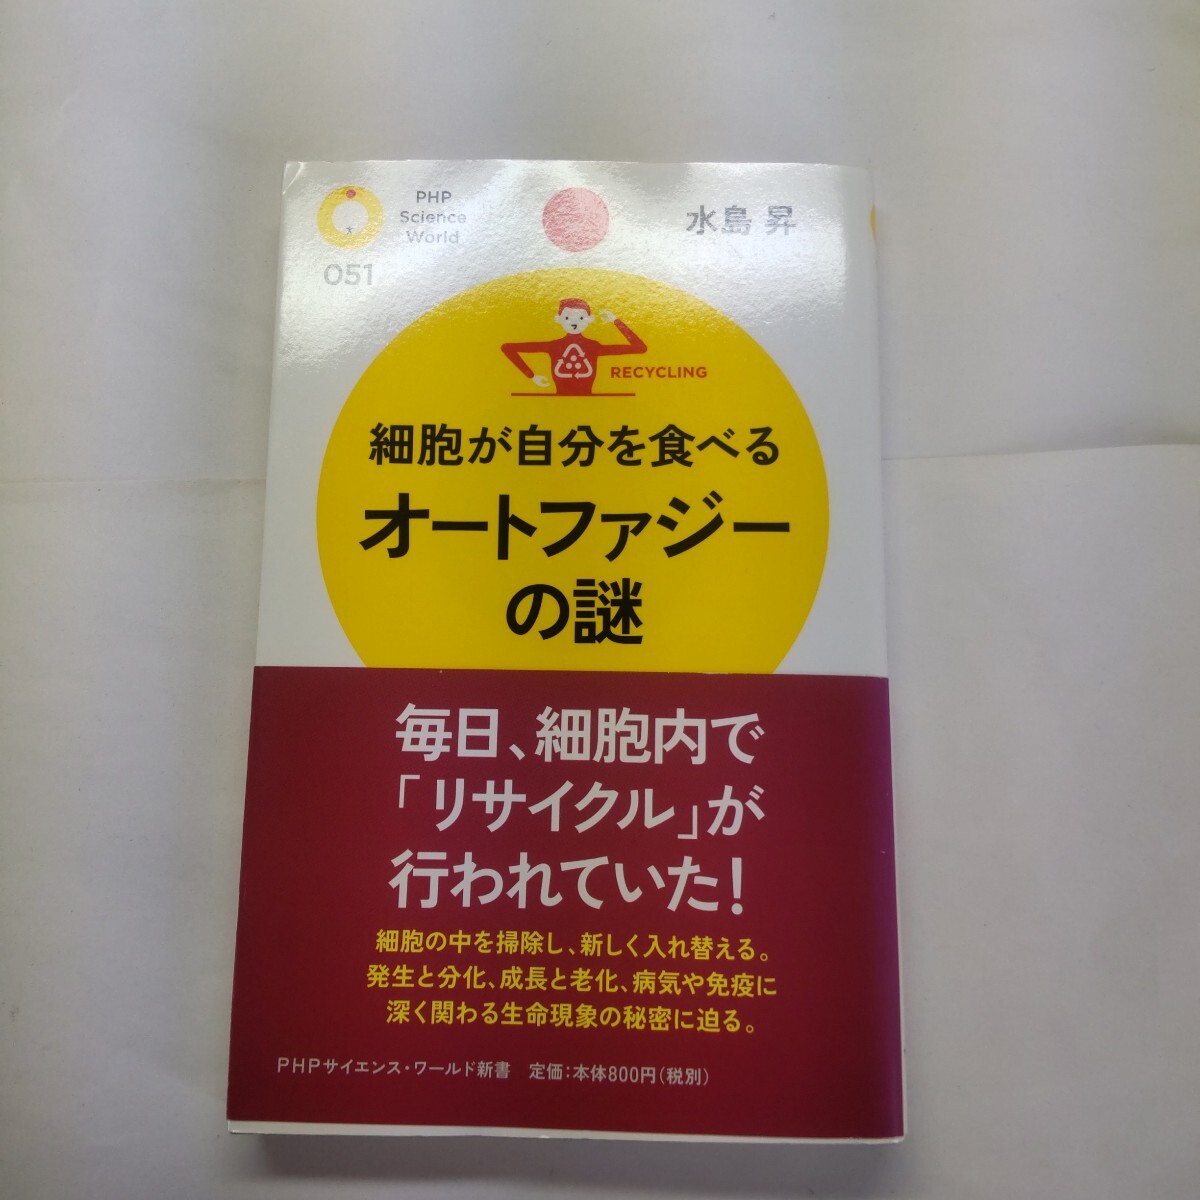 PHP
Science
World
051
水島 昇
RECYCLING
細胞が自分を食べる
オートファジー
の謎
毎日、細胞内で
「リサイクル」が
行われていた!
細胞の中を掃除し、新しく入れ替える。
発生と分化、成長と老化、病気や免疫に
深く関わる生命現象の秘密に迫る。
PHPサイエンス・ワールド新書 定価:本体800円(税別)